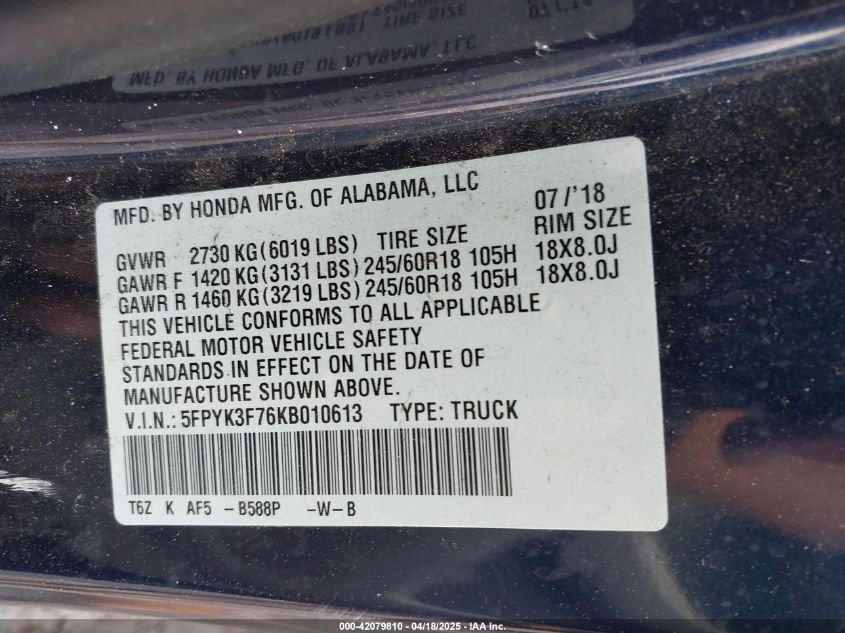 MFD. BY HONDA MFG. OF ALABAMA, LLC 07/'18
GVWR 2730 KG (6019 LBS) TIRE SIZE RIM SIZE
GAWR F 1420 KG (3131 LBS) 245/60R18 105H 18X8.0J
GAWR R 1460 KG (3219 LBS) 245/60R18 105H 18X8.0J
THIS VEHICLE CONFORMS TO ALL APPLICABLE
FEDERAL MOTOR VEHICLE SAFETY
STANDARDS IN EFFECT ON THE DATE OF
MANUFACTURE SHOWN ABOVE.
V.I.N.: 5FPYK3F76KB010613 TYPE: TRUCK
T6Z K AF5 -B588P -W-B
000-42079810 - 04/18/2025 - IAA Inc.